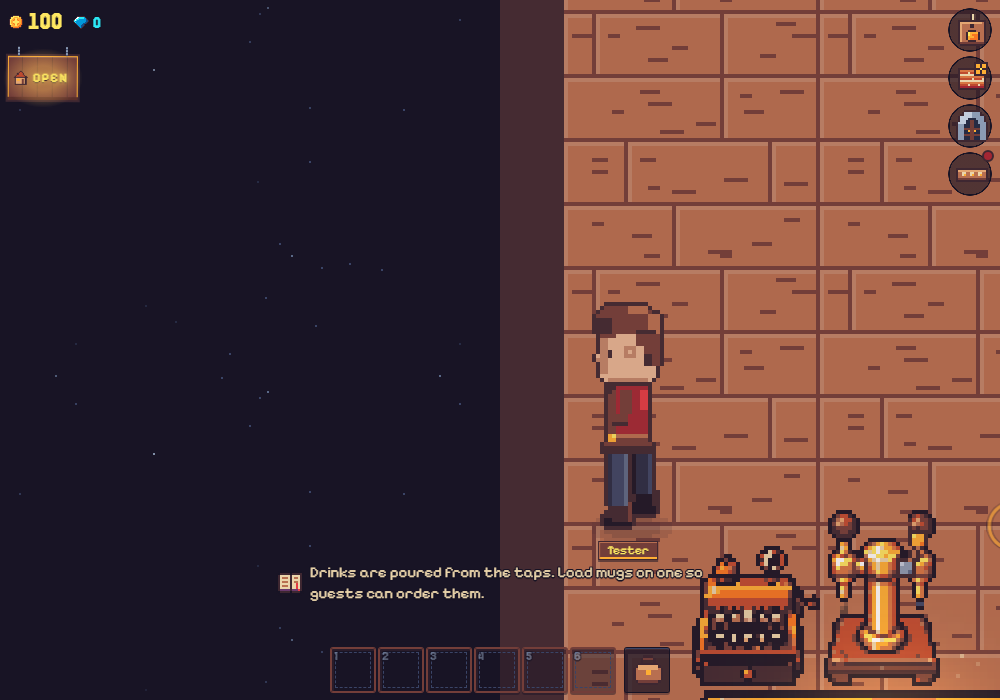 100 0
OPEN
Tester
Drinks are poured from the taps. Load mugs on one so
guests can order them.
1 2 3 4 5 6